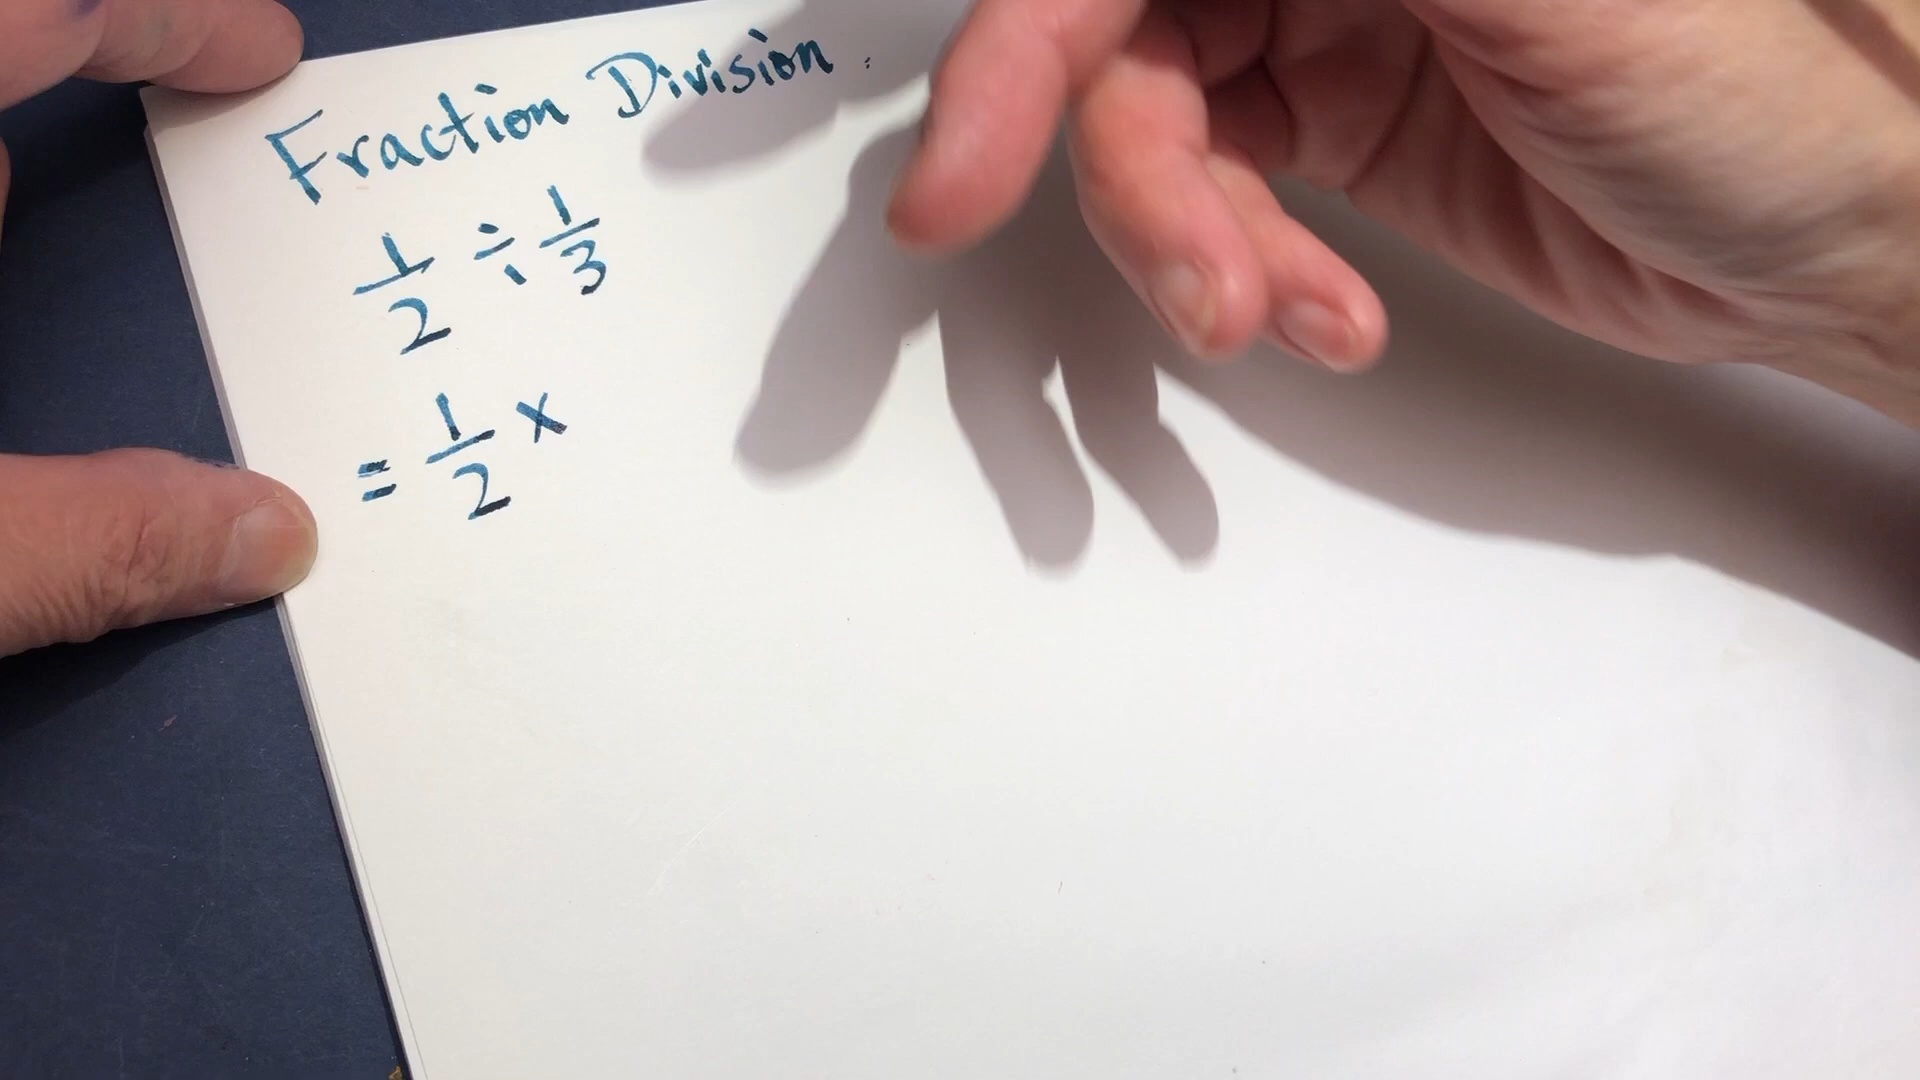 Fraction Division:
1/2 ÷ 1/3
= 1/2 ×